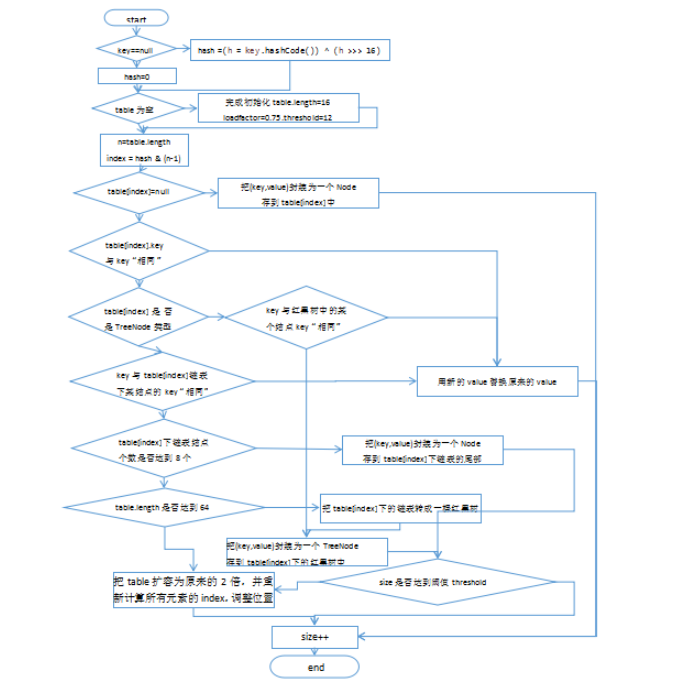 start
key==null
hash =(h = key.hashCode()) ^ (h >>> 16)
hash=0
table 为空
完成初始化 table.length=16
loadfactor=0.75.threshold=12
n=table.length
index = hash & (n-1)
table[index]=null
把(key,value)封装为一个 Node
存到 table[index]中
table[index].key
与 key“相同”
table[index] 是 否
是 TreeNode 类型
key 与红黑树中的某
个结点 key“相同”
key 与 table[index]链表
下某结点的 key“相同”
用新的 value 替换原来的 value
table[index]下链表结点
个数是否达到 8 个
把(key,value)封装为一个 Node
存到 table[index]下链表的尾部
table.length 是否达到 64
把 table[index]下的链表转成一棵红黑树
把(key,value)封装为一个 TreeNode
存到 table[index]下的红黑树中
把 table 扩容为原来的 2 倍，并重
新计算所有元素的 index，调整位置
size 是否达到阈值 threshold
size++
end